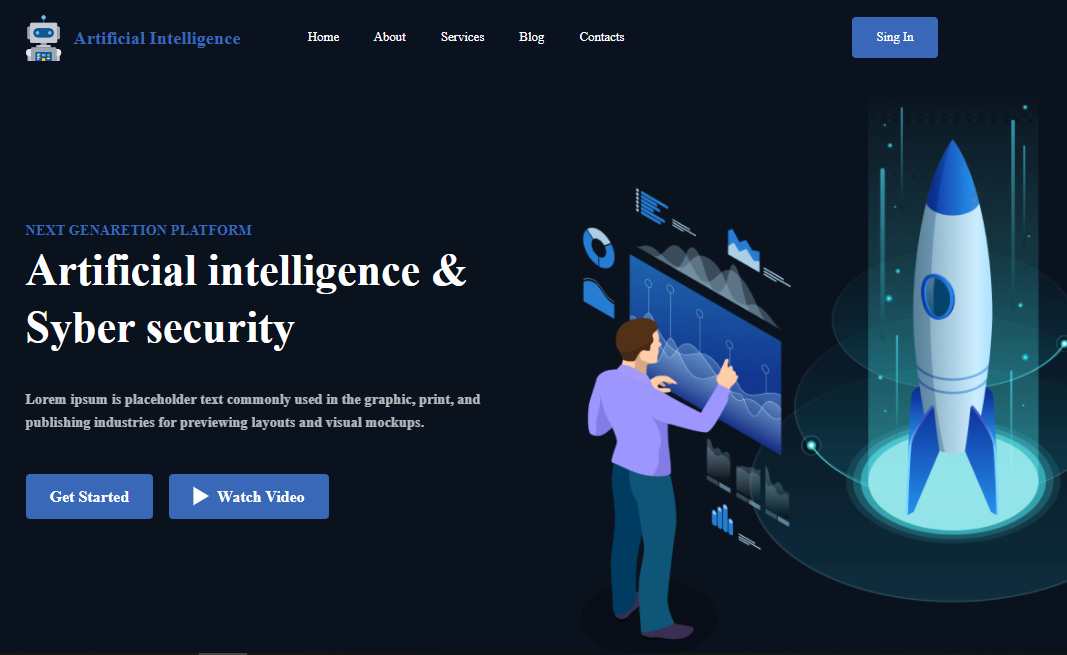 Artificial Intelligence
Home About Services Blog Contacts
Sing In
NEXT GENARETION PLATFORM
Artificial intelligence &
Syber security
Lorem ipsum is placeholder text commonly used in the graphic, print, and
publishing industries for previewing layouts and visual mockups.
Get Started
Watch Video